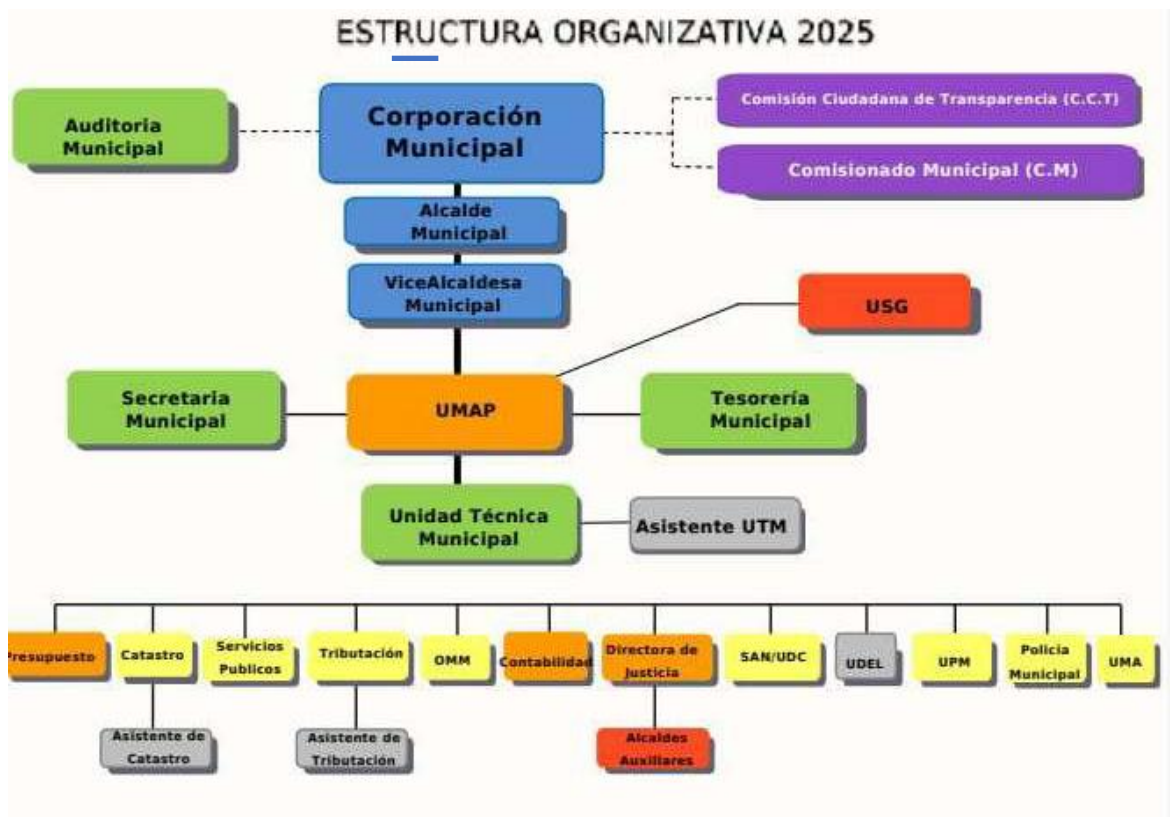 ESTRUCTURA ORGANIZATIVA 2025
Auditoria
Municipal
Corporación
Municipal
Comisión Ciudadana de Transparencia (C.C.T)
Comisionado Municipal (C.M)
Alcalde
Municipal
ViceAlcaldesa
Municipal
USG
Secretaria
Municipal
UMAP
Tesorería
Municipal
Unidad Técnica
Municipal
Asistente UTM
Presupuesto
Catastro
Servicios
Publicos
Tributación
OMM
Contabilidad
Directora de
Justicia
SAN/UDC
UDEL
UPM
Policia
Municipal
UMA
Asistente de
Catastro
Asistente de
Tributación
Alcaldes
Auxiliares